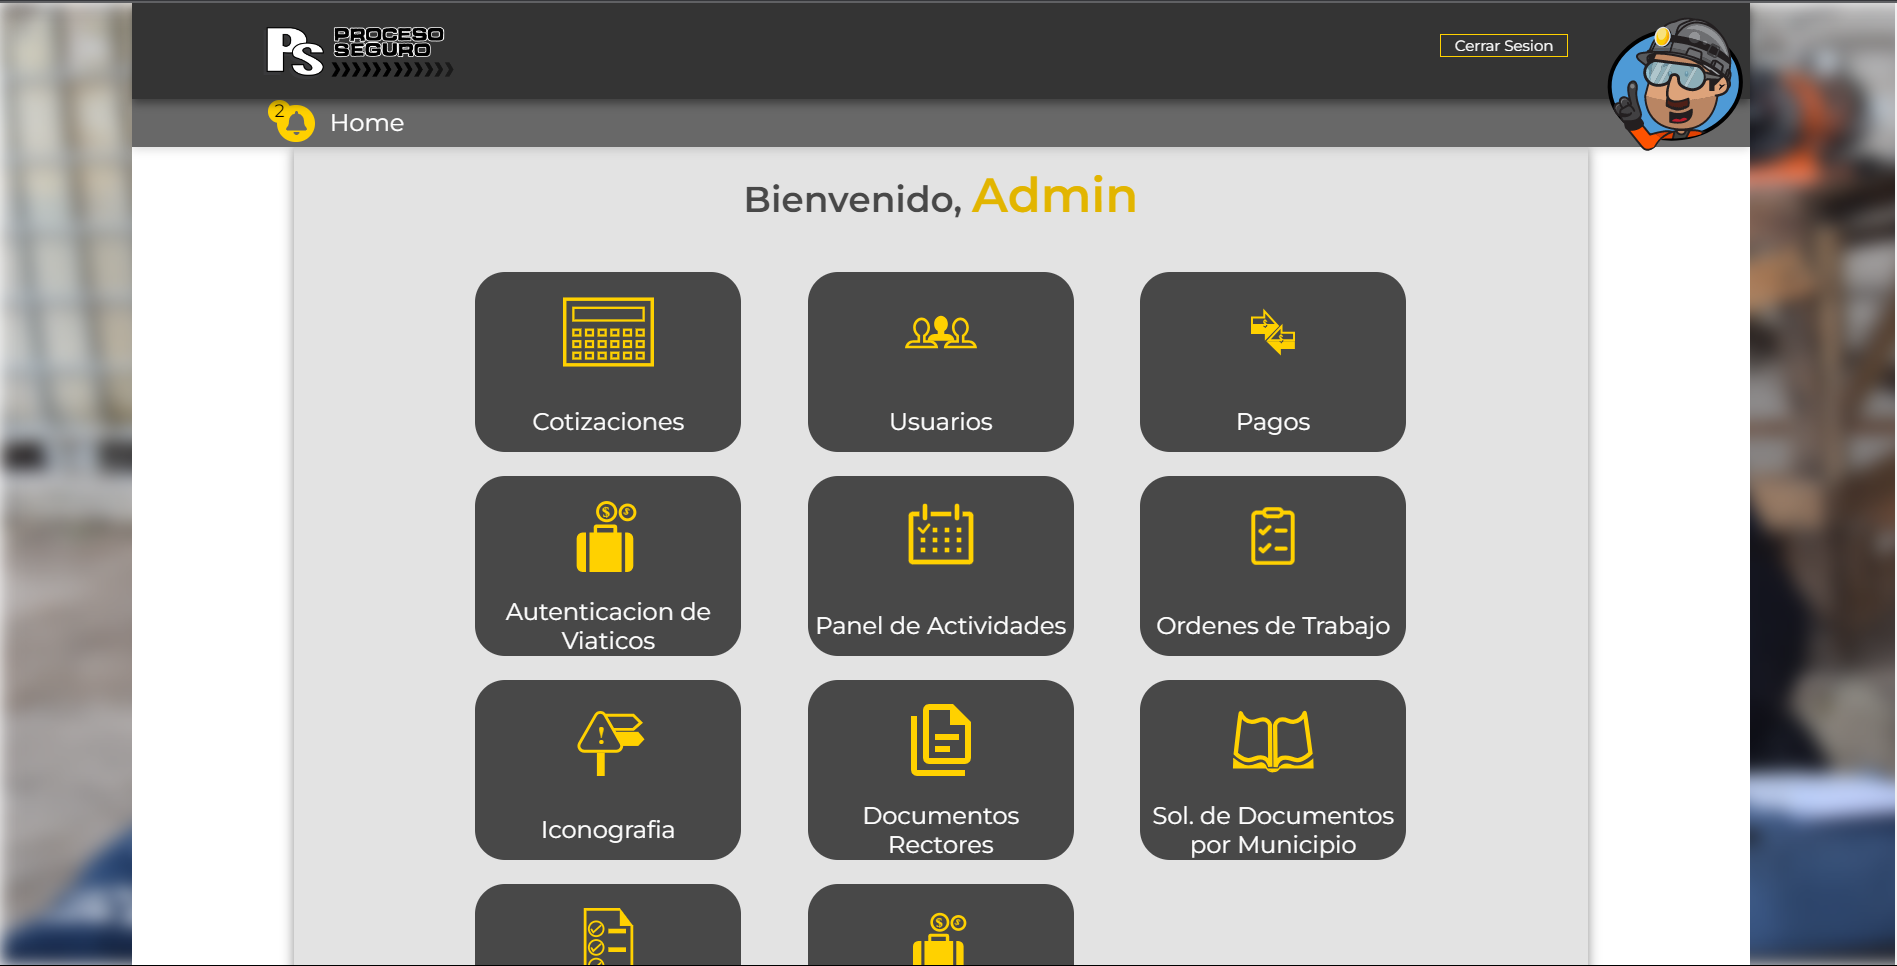 PS PROCESO
SEGURO
Cerrar Sesion
2
Home
Bienvenido, Admin
Cotizaciones
Usuarios
Pagos
Autenticacion de
Viaticos
Panel de Actividades
Ordenes de Trabajo
Iconografia
Documentos
Rectores
Sol. de Documentos
por Municipio